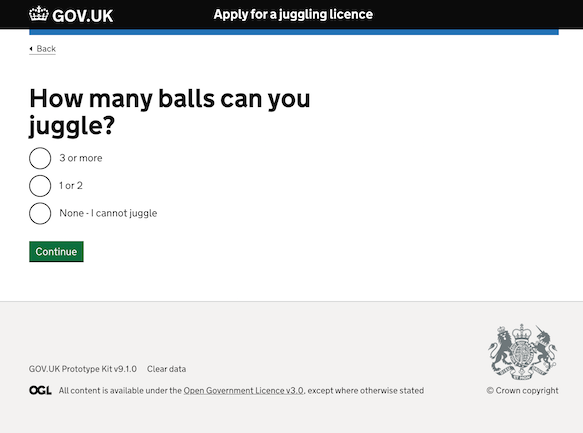 GOV.UK Apply for a juggling licence
Back
How many balls can you
juggle?
3 or more
1 or 2
None - I cannot juggle
Continue
GOV.UK Prototype Kit v9.1.0 Clear data
OGL All content is available under the Open Government Licence v3.0, except where otherwise stated © Crown copyright